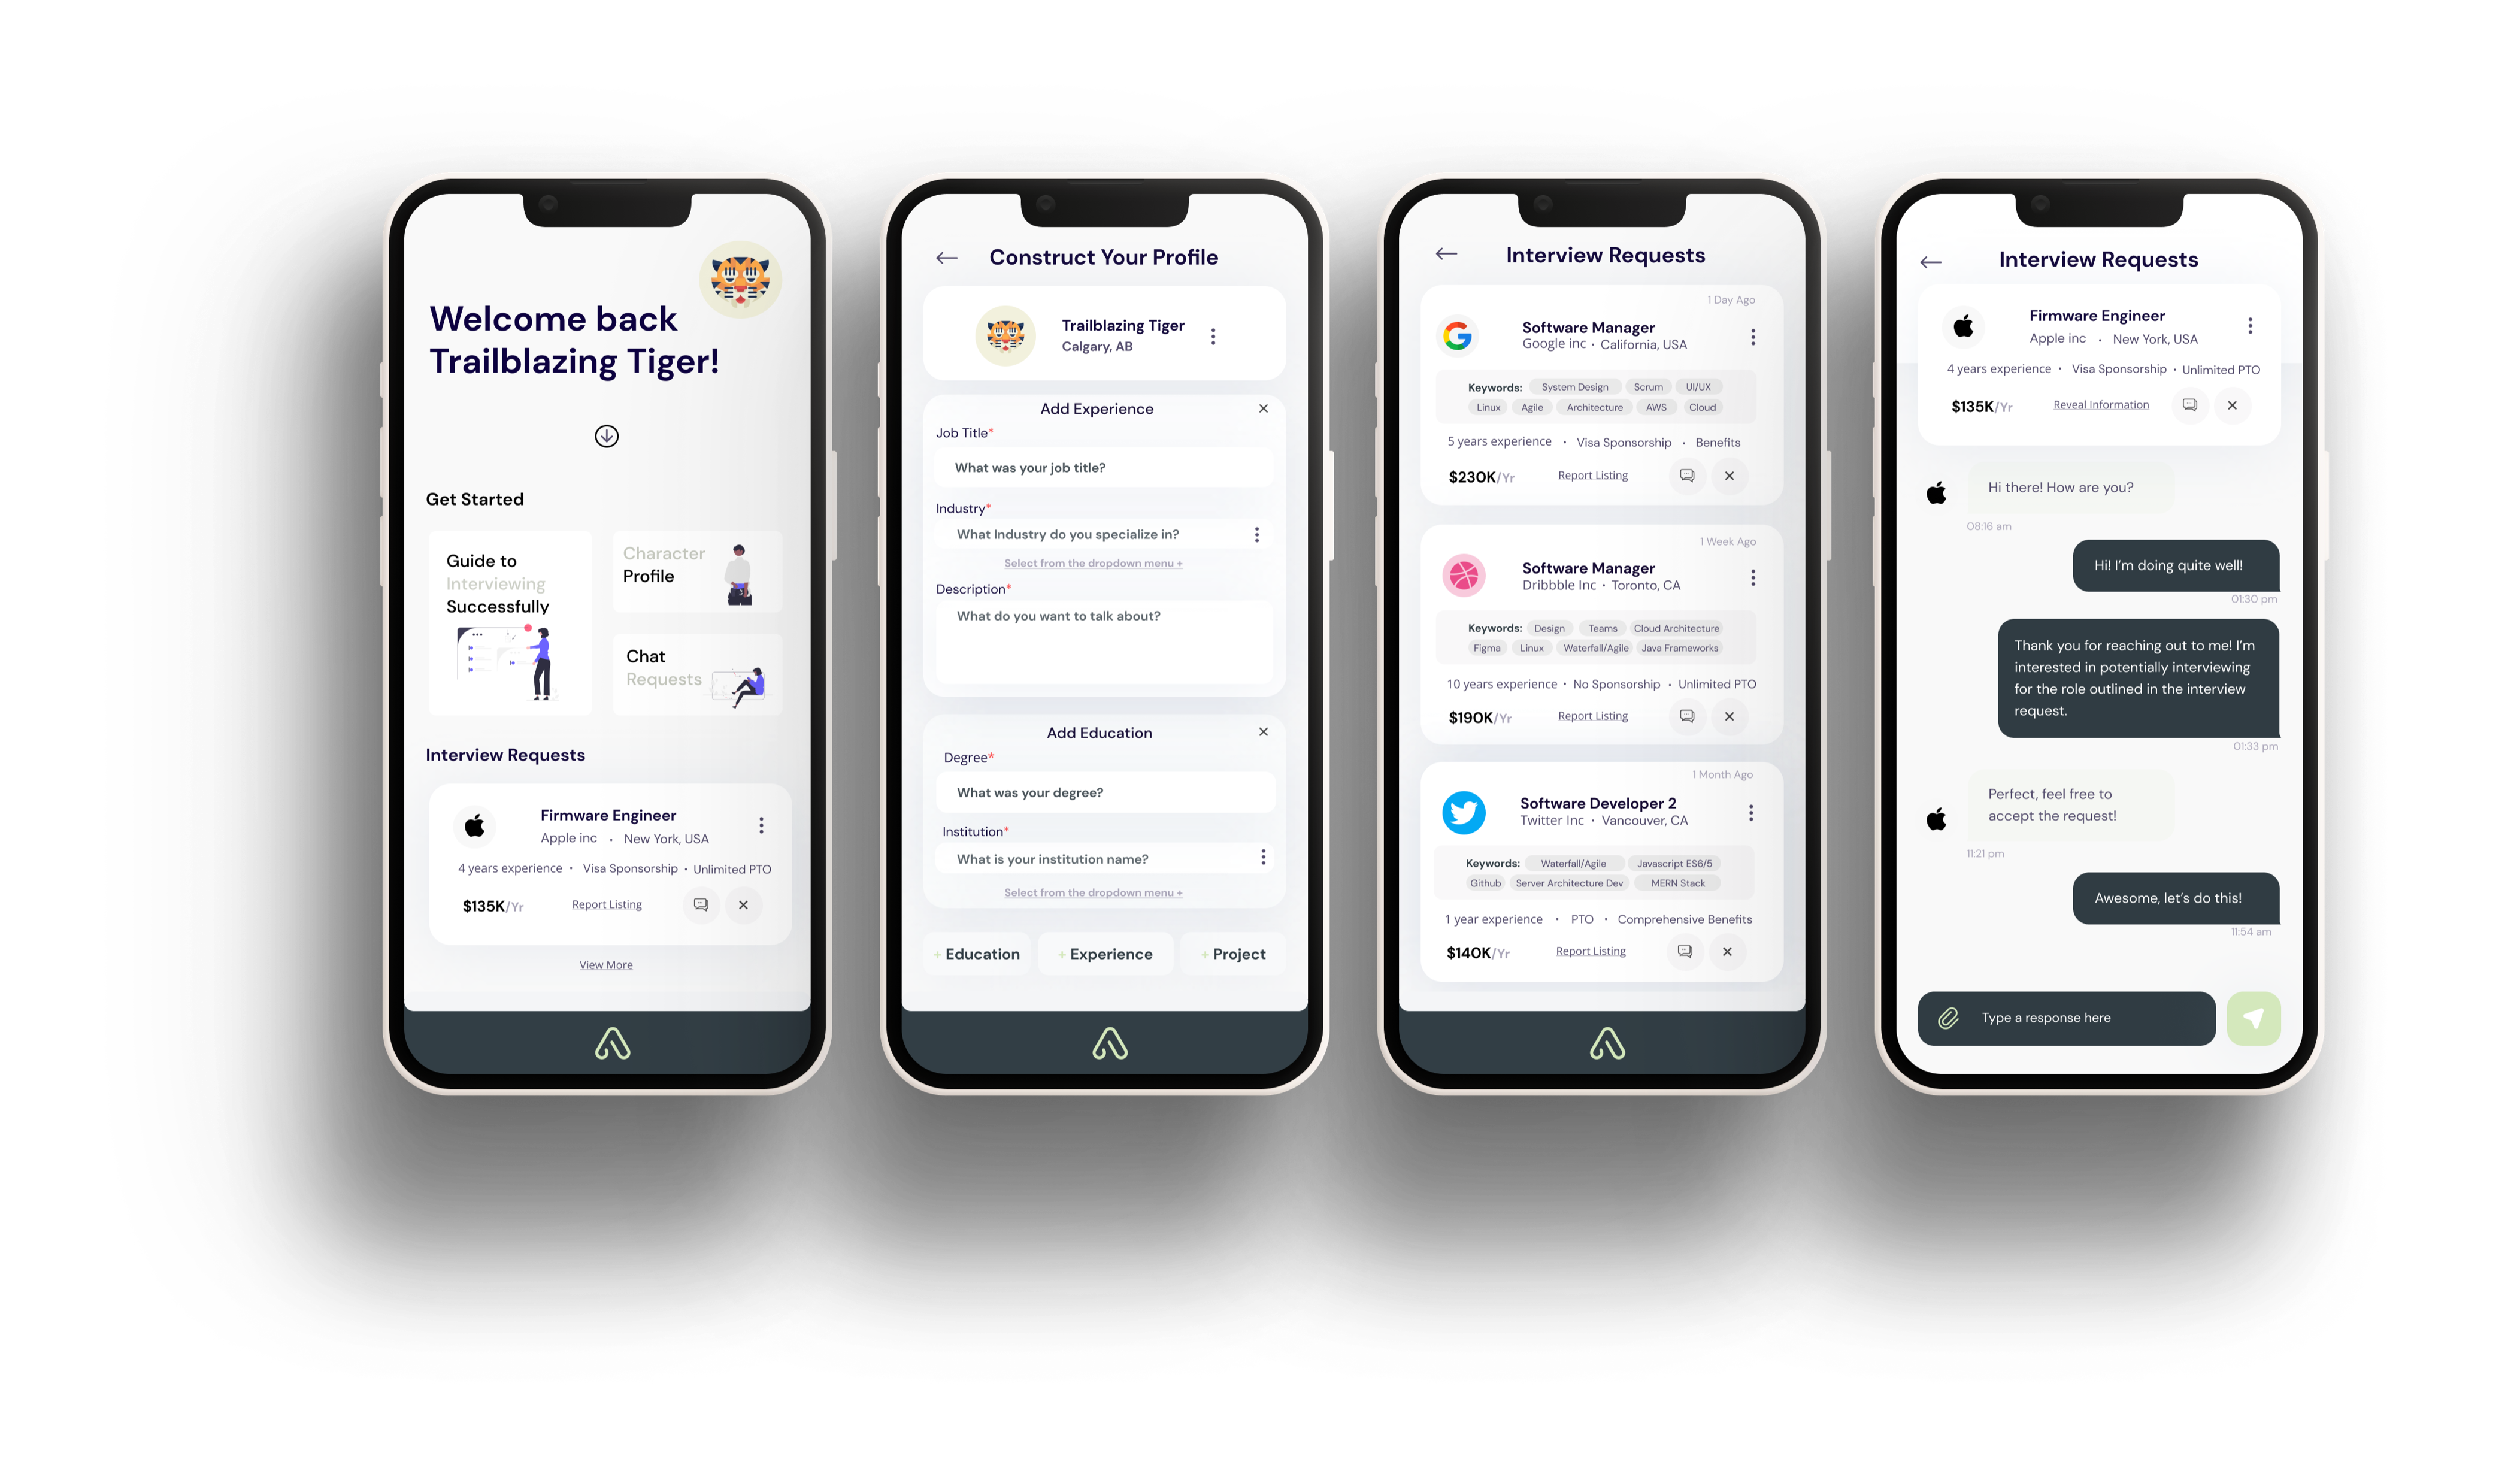 Welcome back
Trailblazing Tiger!
Get Started
Guide to
Interviewing
Successfully
Character
Profile
Chat
Requests
Interview Requests
Firmware Engineer
Apple inc • New York, USA
4 years experience • Visa Sponsorship • Unlimited PTO
$135K/Yr Report Listing
View More
Construct Your Profile
Trailblazing Tiger
Calgary, AB
Add Experience
Job Title*
What was your job title?
Industry*
What Industry do you specialize in?
Select from the dropdown menu +
Description*
What do you want to talk about?
Add Education
Degree*
What was your degree?
Institution*
What is your institution name?
Select from the dropdown menu +
+ Education + Experience + Project
Interview Requests
1 Day Ago
Software Manager
Google inc • California, USA
Keywords: System Design Scrum UI/UX
Linux Agile Architecture AWS Cloud
5 years experience • Visa Sponsorship • Benefits
$230K/Yr Report Listing
1 Week Ago
Software Manager
Dribbble Inc • Toronto, CA
Keywords: Design Teams Cloud Architecture
Figma Linux Waterfall/Agile Java Frameworks
10 years experience • No Sponsorship • Unlimited PTO
$190K/Yr Report Listing
1 Month Ago
Software Developer 2
Twitter Inc • Vancouver, CA
Keywords: Waterfall/Agile Javascript ES6/5
Github Server Architecture Dev MERN Stack
1 year experience • PTO • Comprehensive Benefits
$140K/Yr Report Listing
Interview Requests
Firmware Engineer
Apple inc • New York, USA
4 years experience • Visa Sponsorship • Unlimited PTO
$135K/Yr Reveal Information
Hi there! How are you?
08:16 am
Hi! I'm doing quite well!
01:30 pm
Thank you for reaching out to me! I'm
interested in potentially interviewing
for the role outlined in the interview
request.
01:33 pm
Perfect, feel free to
accept the request!
11:21 pm
Awesome, let's do this!
11:54 am
Type a response here